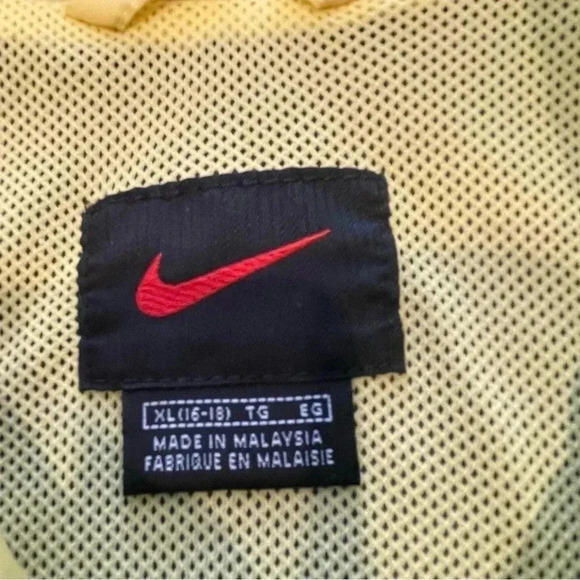 XL(16-18) TG EG
MADE IN MALAYSIA
FABRIQUE EN MALAISIE